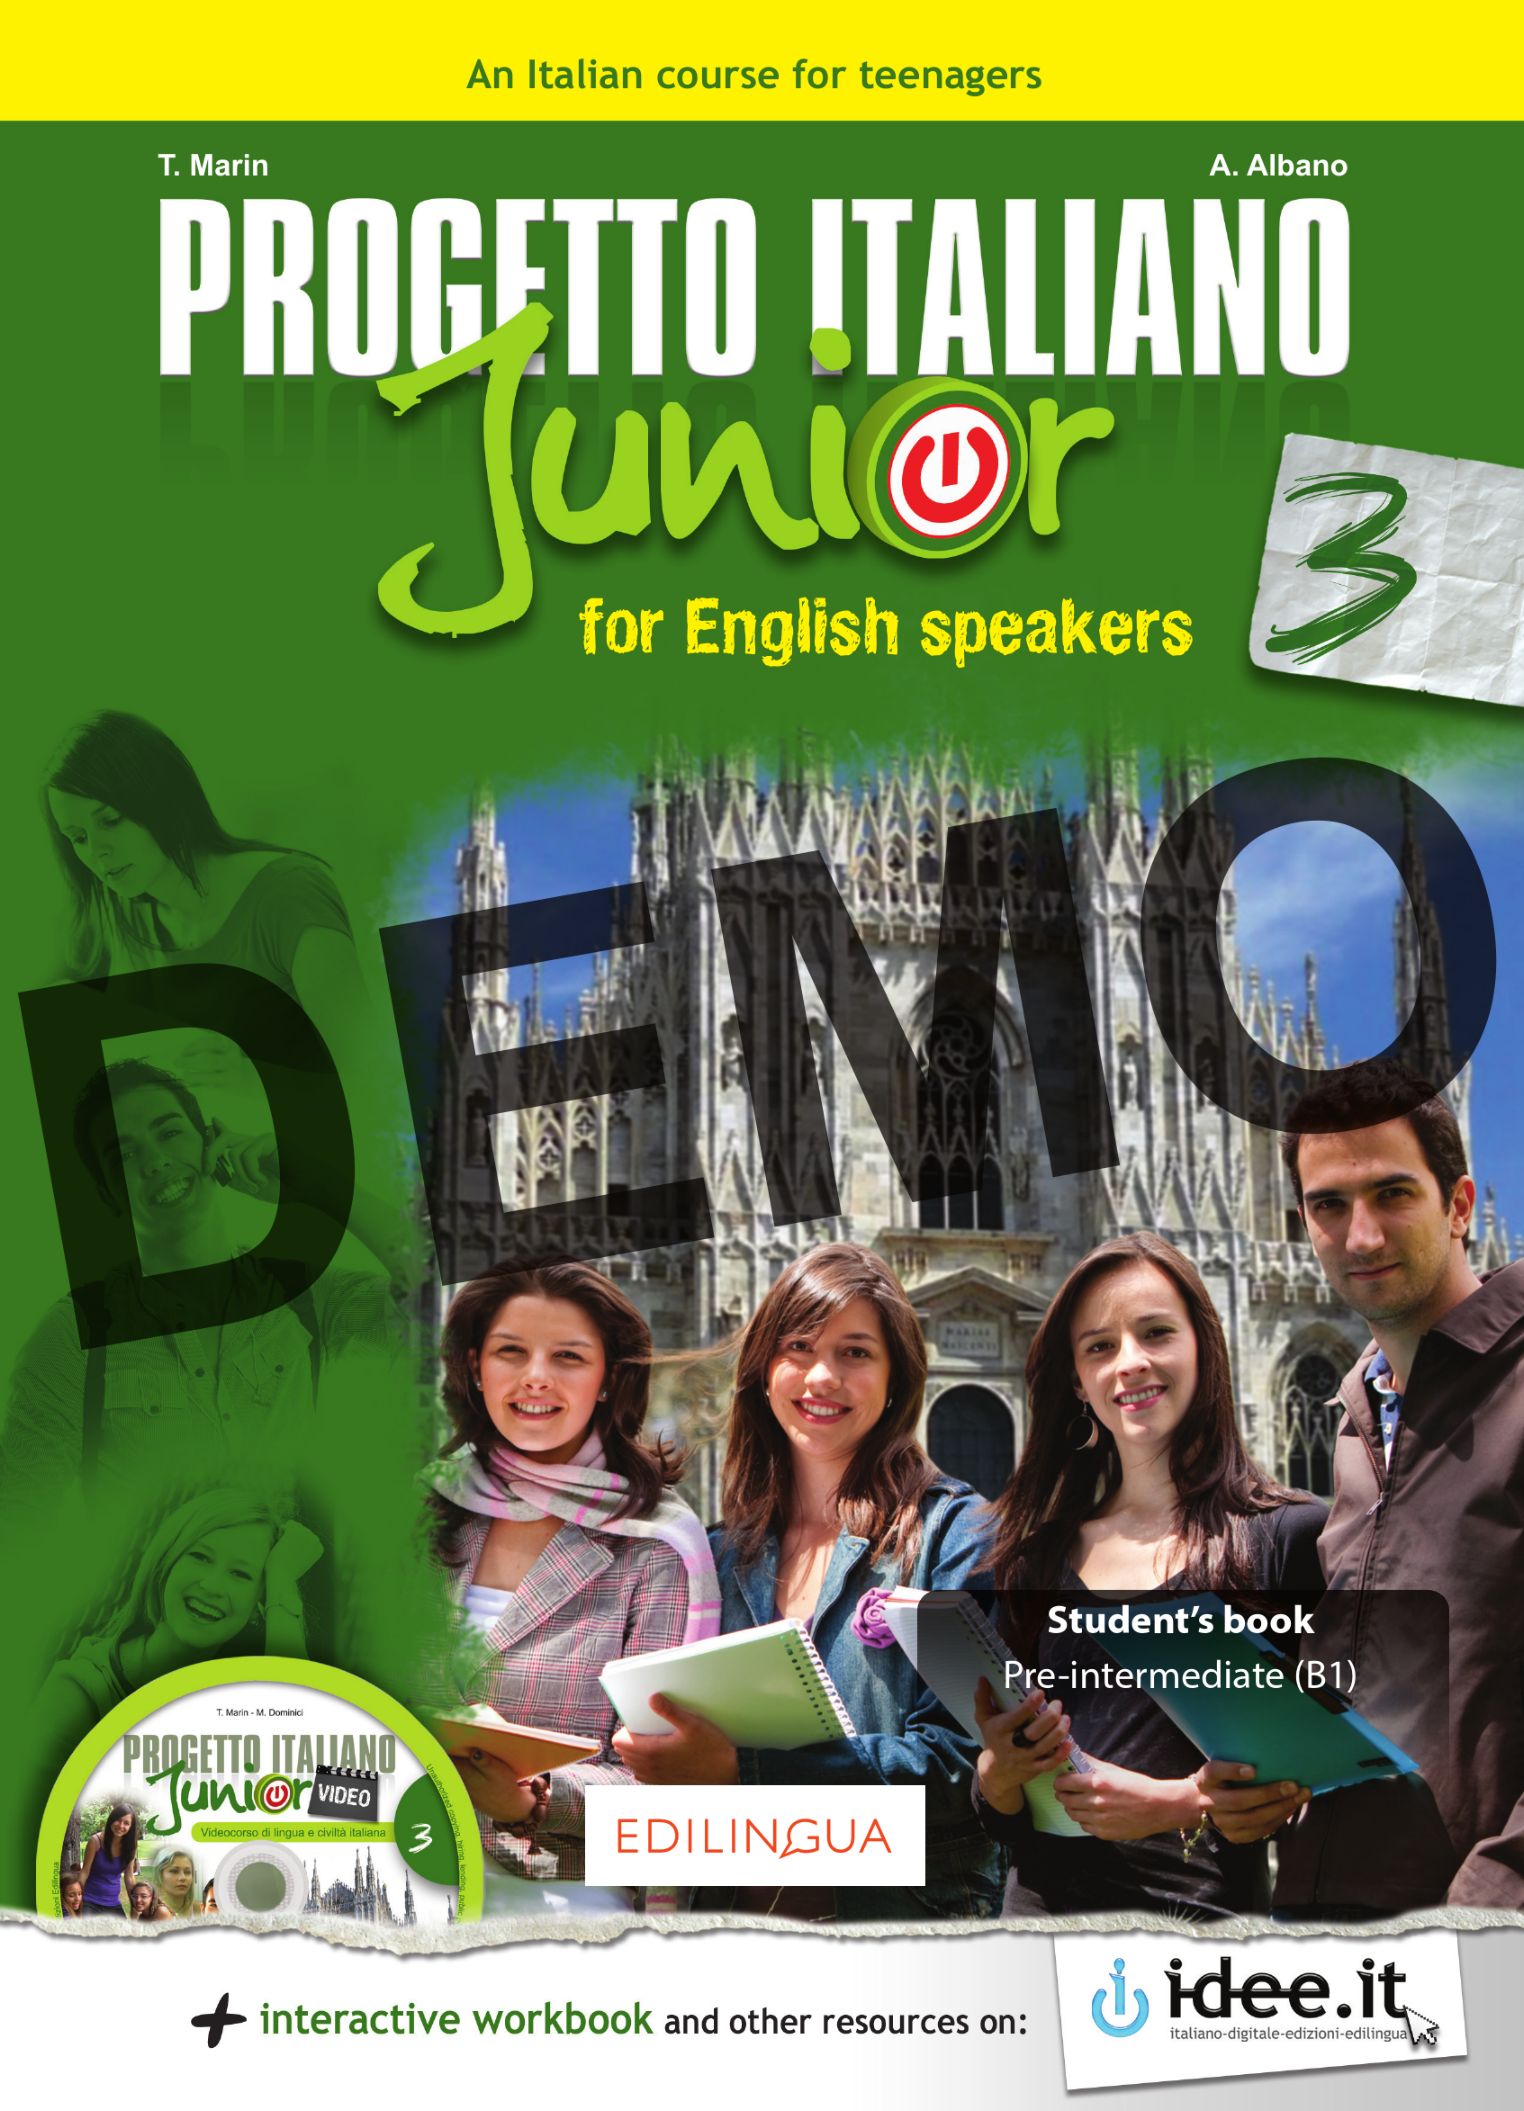 An Italian course for teenagers
T. Marin
A. Albano
PROGETTO ITALIANO
Junior
3
for English speakers
DEMO
MARIAE
NASCENTI
Student's book
Pre-intermediate (B1)
T. Marin - M. Dominici
PROGETTO ITALIANO
Junior VIDEO
Videocorso di lingua e civiltà italiana
3
EDILINGUA
+ interactive workbook and other resources on:
idee.it
italiano-digitale-edizioni-edilingua